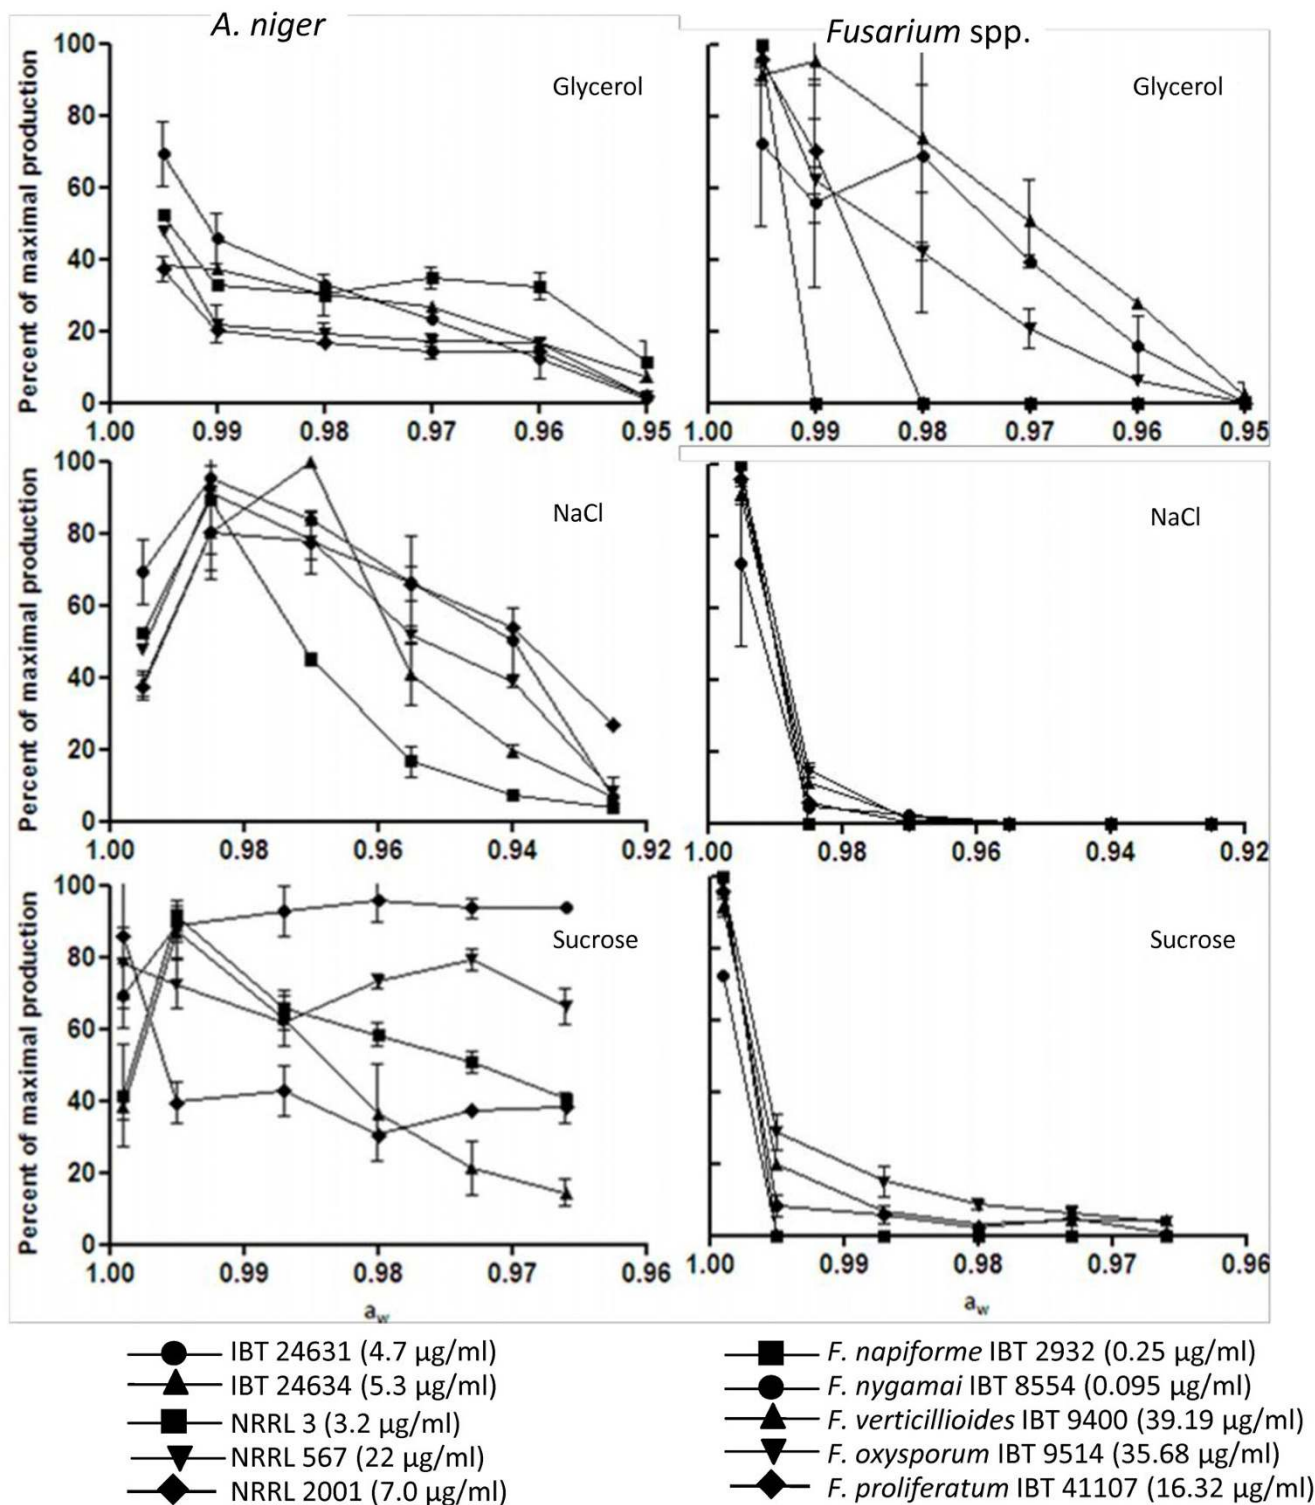 A. niger
Fusarium spp.
Percent of maximal production
100
80
60
40
20
0
Glycerol
1.00 0.99 0.98 0.97 0.96 0.95
Glycerol
1.00 0.99 0.98 0.97 0.96 0.95
Percent of maximal production
100
80
60
40
20
0
NaCl
1.00 0.98 0.96 0.94 0.92
NaCl
1.00 0.98 0.96 0.94 0.92
Percent of maximal production
100
80
60
40
20
0
Sucrose
1.00 0.99 0.98 0.97 0.96
aw
Sucrose
1.00 0.99 0.98 0.97 0.96
aw
IBT 24631 (4.7 μg/ml)
IBT 24634 (5.3 μg/ml)
NRRL 3 (3.2 μg/ml)
NRRL 567 (22 μg/ml)
NRRL 2001 (7.0 μg/ml)
F. napiforme IBT 2932 (0.25 μg/ml)
F. nygamai IBT 8554 (0.095 μg/ml)
F. verticillioides IBT 9400 (39.19 μg/ml)
F. oxysporum IBT 9514 (35.68 μg/ml)
F. proliferatum IBT 41107 (16.32 μg/ml)